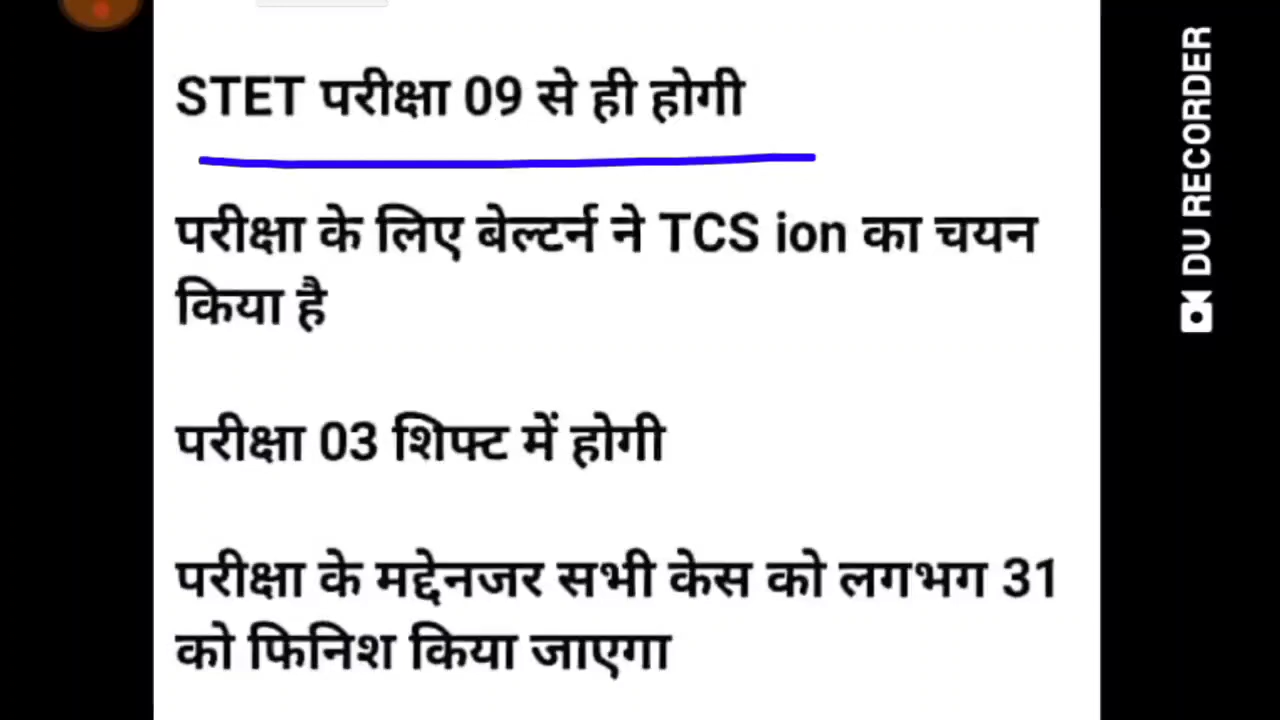 STET परीक्षा 09 से ही होगी
परीक्षा के लिए बेल्टर्न ने TCS ion का चयन
किया है
परीक्षा 03 शिफ्ट में होगी
परीक्षा के मद्देनजर सभी केस को लगभग 31
को फिनिश किया जाएगा
DU RECORDER